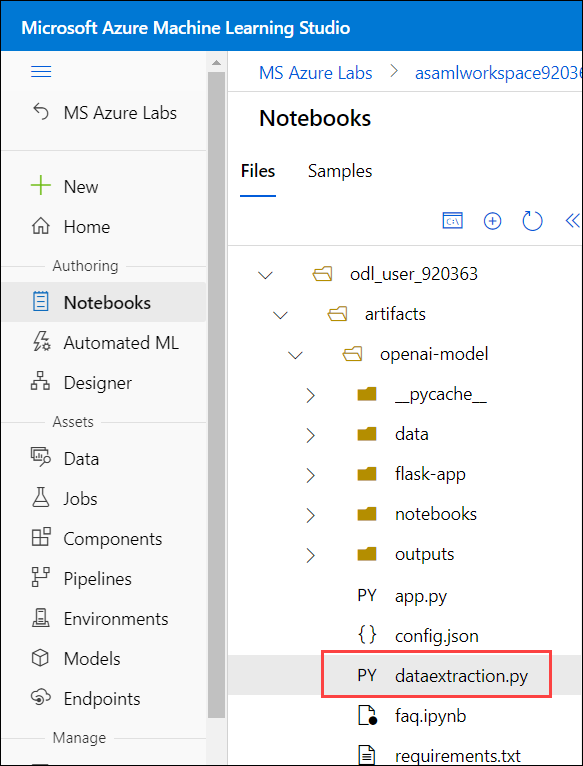 Microsoft Azure Machine Learning Studio
MS Azure Labs
New
Home
Authoring
Notebooks
Automated ML
Designer
Assets
Data
Jobs
Components
Pipelines
Environments
Models
Endpoints
Manage
MS Azure Labs > asamlworkspace92036
Notebooks
Files Samples
C:\
odl_user_920363
artifacts
openai-model
__pycache__
data
flask-app
notebooks
outputs
PY app.py
{} config.json
PY dataextraction.py
faq.ipynb
requirements.txt